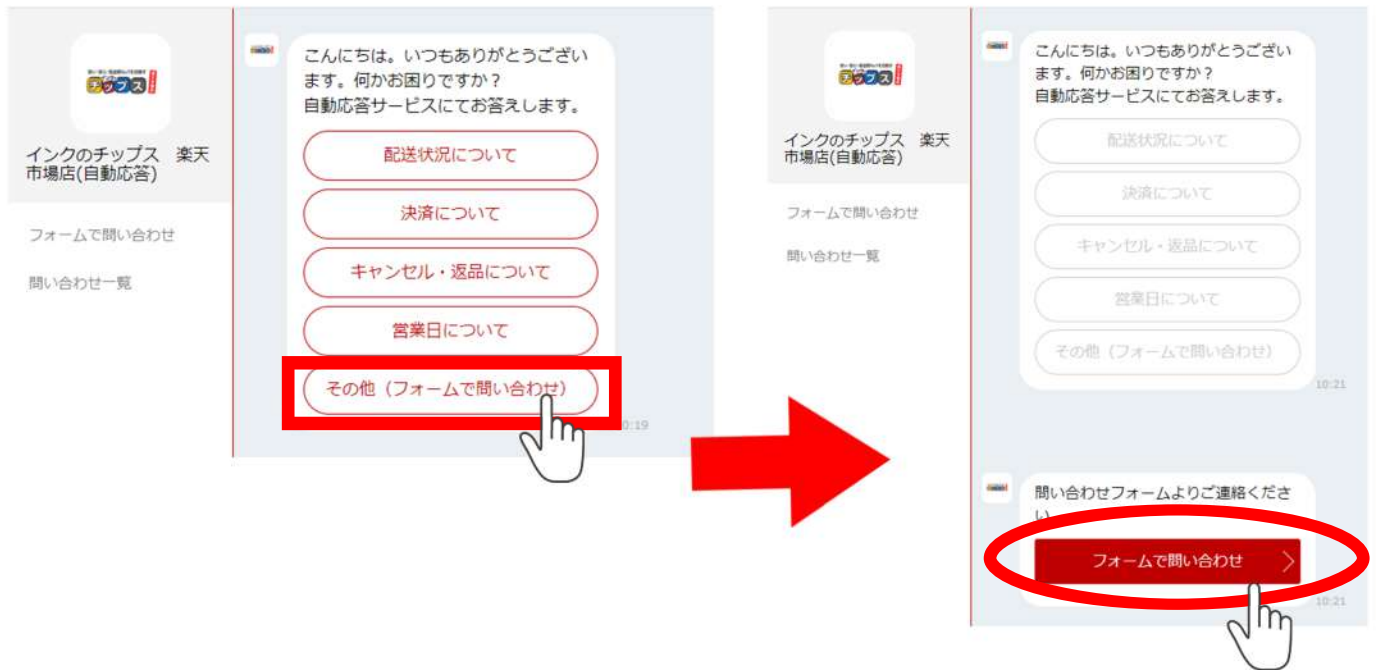 チップス
インクのチップス 楽天
市場店(自動応答)
フォームで問い合わせ
問い合わせ一覧
こんにちは。いつもありがとうござい
ます。何かお困りですか？
自動応答サービスにてお答えします。
配送状況について
決済について
キャンセル・返品について
営業日について
その他（フォームで問い合わせ）
0:19
チップス
インクのチップス 楽天
市場店(自動応答)
フォームで問い合わせ
問い合わせ一覧
こんにちは。いつもありがとうござい
ます。何かお困りですか？
自動応答サービスにてお答えします。
配送状況について
決済について
キャンセル・返品について
営業日について
その他（フォームで問い合わせ）
10:21
問い合わせフォームよりご連絡くださ
い
フォームで問い合わせ
10:21